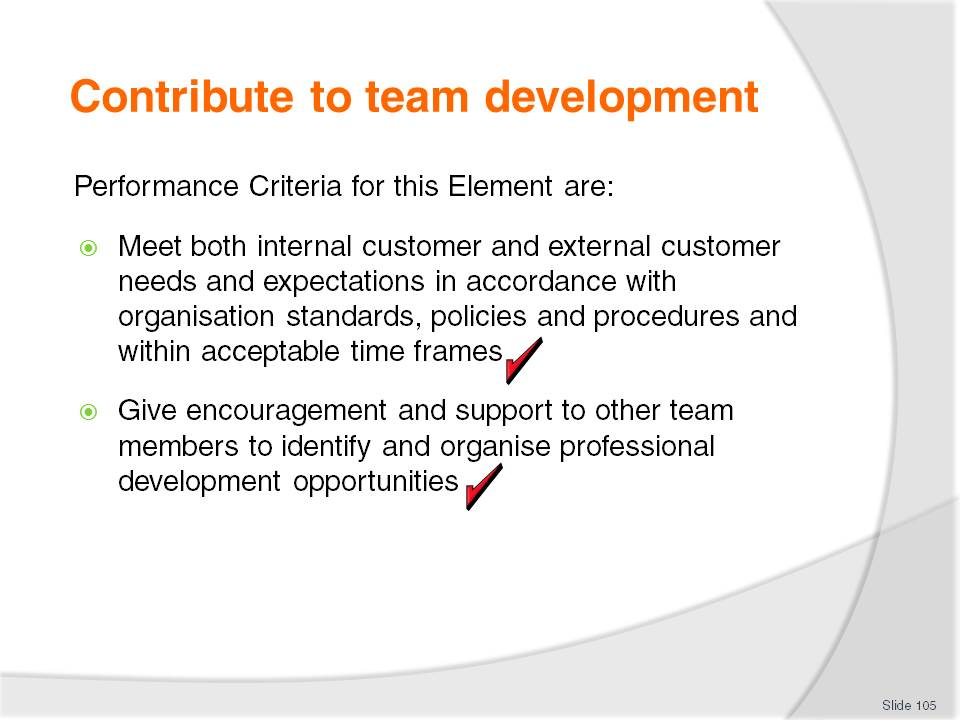 Contribute to team development
Performance Criteria for this Element are:
Meet both internal customer and external customer
needs and expectations in accordance with
organisation standards, policies and procedures and
within acceptable time frames
Give encouragement and support to other team
members to identify and organise professional
development opportunities
Slide 105